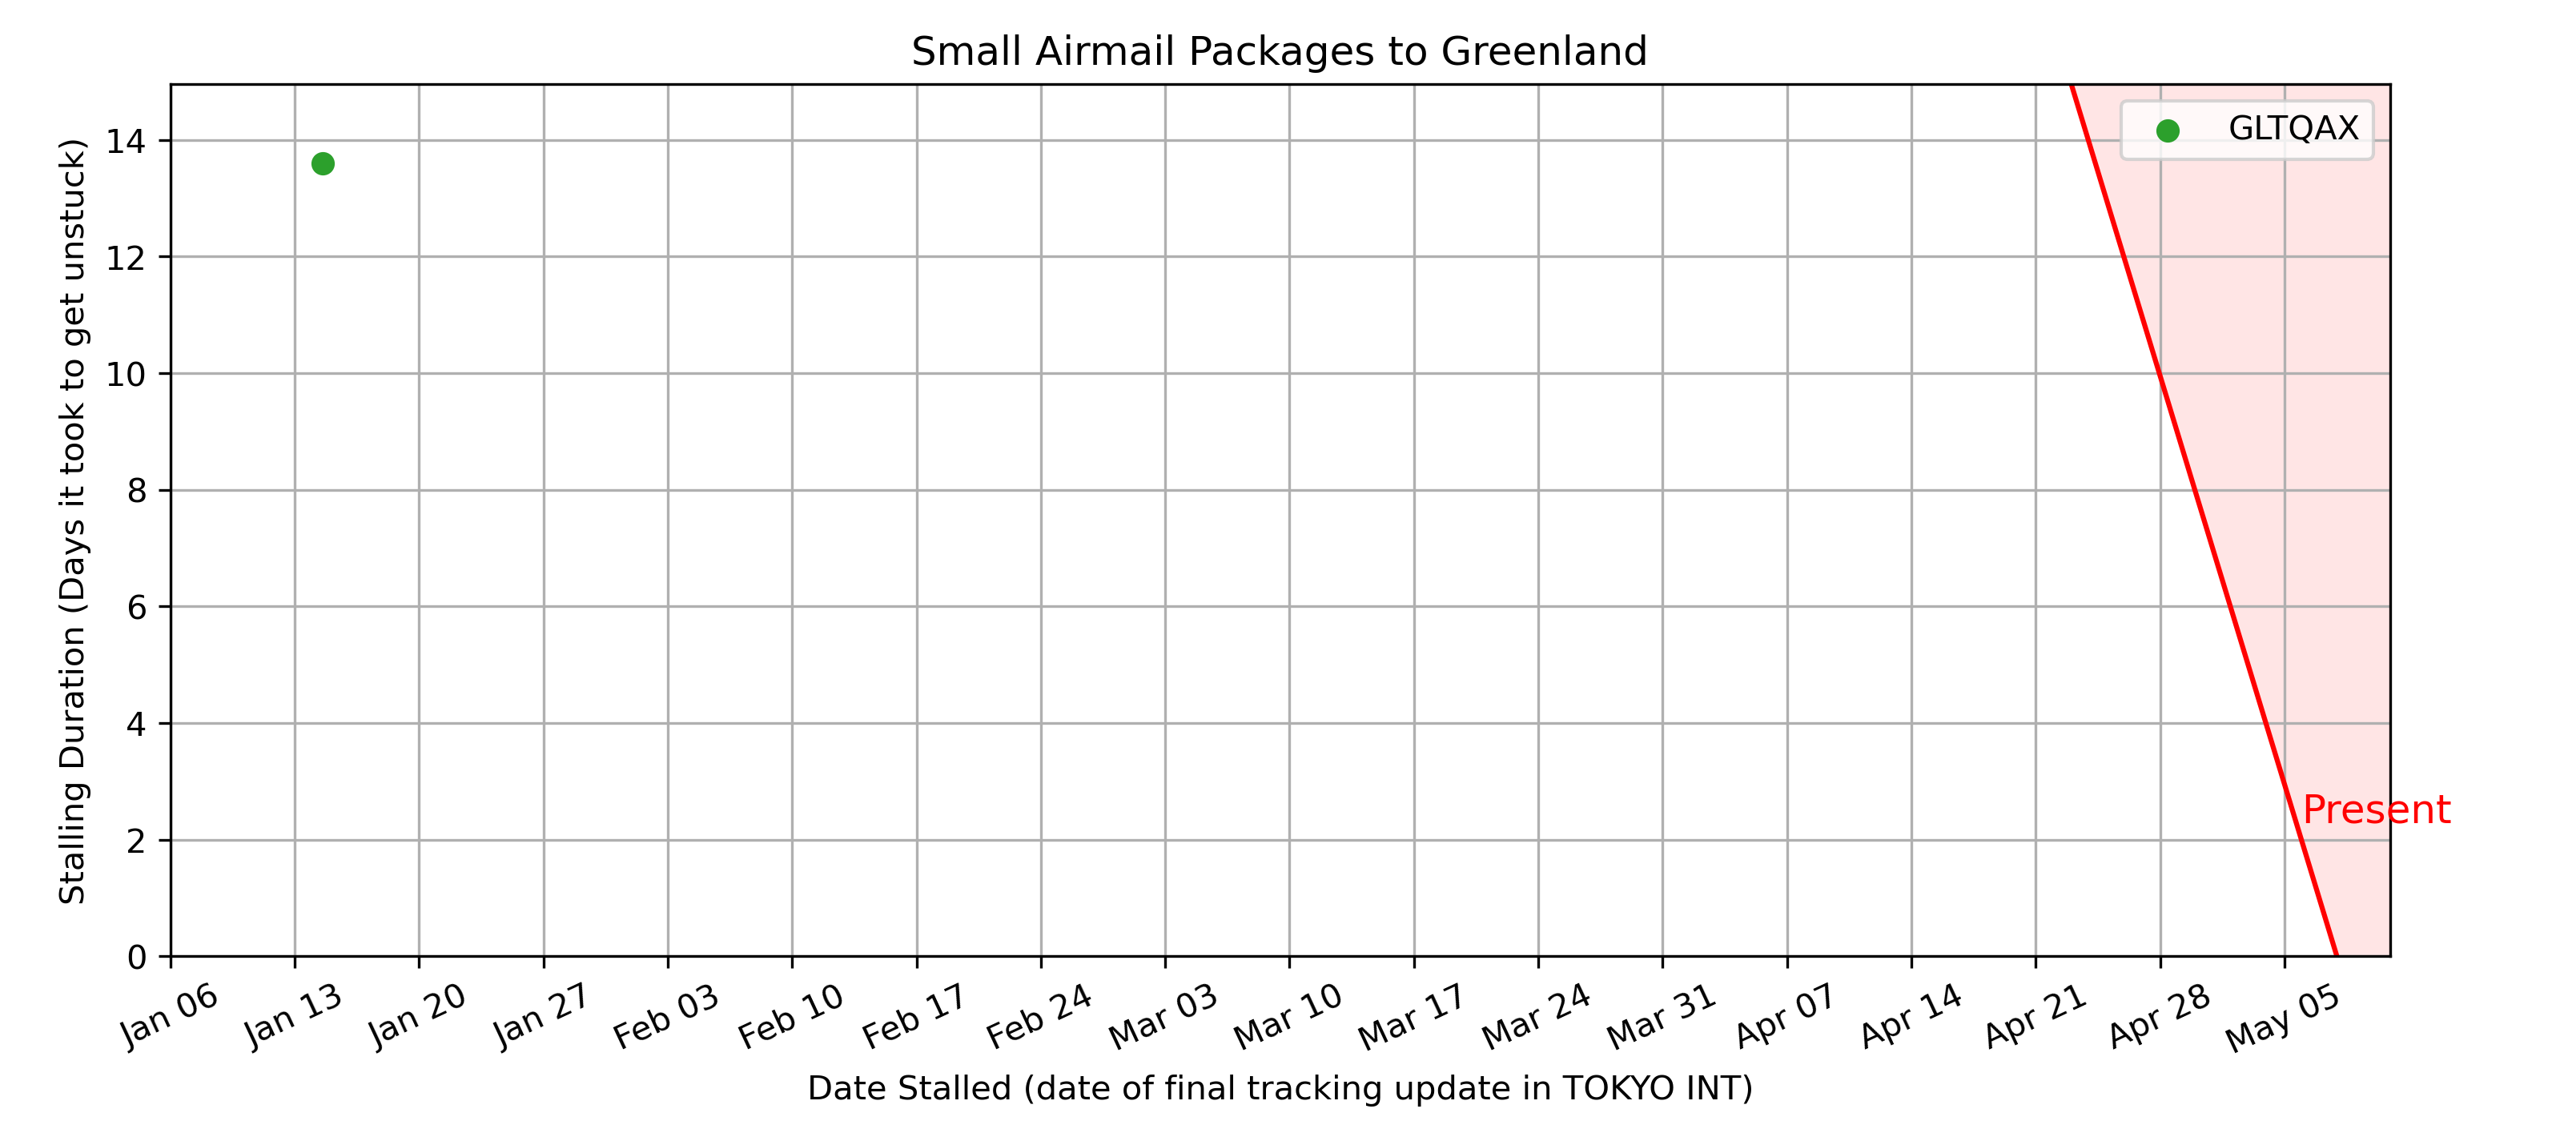 Small Airmail Packages to Greenland
GLTQAX
Stalling Duration (Days it took to get unstuck)
14
12
10
8
6
4
2
0
Present
Jan 06
Jan 13
Jan 20
Jan 27
Feb 03
Feb 10
Feb 17
Feb 24
Mar 03
Mar 10
Mar 17
Mar 24
Mar 31
Apr 07
Apr 14
Apr 21
Apr 28
May 05
Date Stalled (date of final tracking update in TOKYO INT)